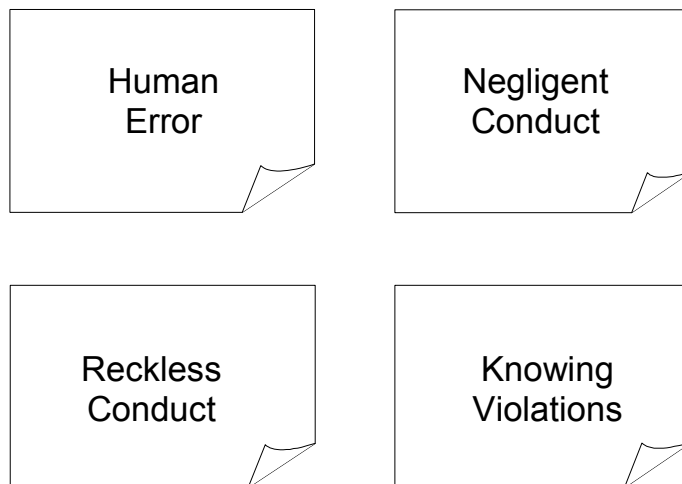 Human
Error
Negligent
Conduct
Reckless
Conduct
Knowing
Violations